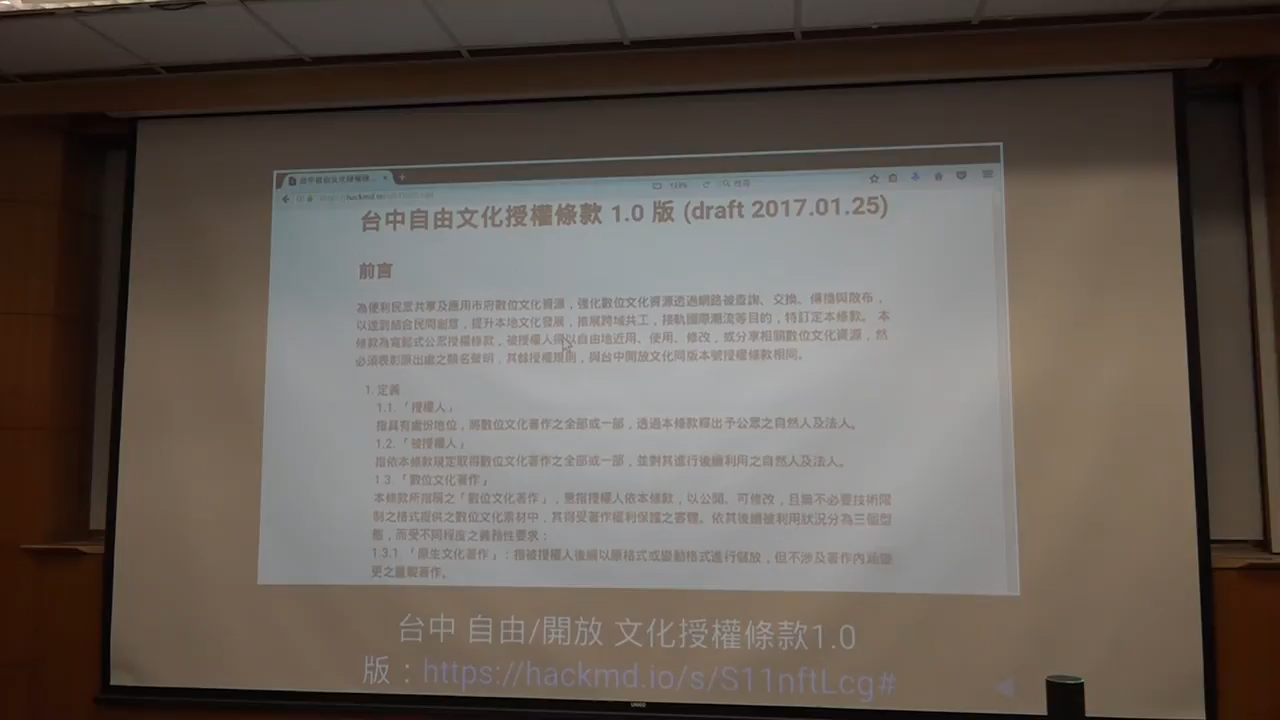 台中自由文化授權條款 1.0 版 (draft 2017.01.25)
前言
為便利民眾共享及應用市府數位文化資源，強化數位文化資源透過網路被查詢、交換、傳播與散布，
以達到結合民間創意，提升本地文化發展，推展跨域共工，接軌國際潮流等目的，特訂定本條款。 本
條款為電藝式公眾授權條款，被授權人得以自由地近用、使用、修改、或分享相關數位文化資源，然
必須表彰原出處之顯名聲明，其餘授權規則，與台中開放文化同版本號授權條款相同。
1. 定義
1.1. 「授權人」
指具有處份地位，將數位文化著作之全部或一部，透過本條款釋出予公眾之自然人及法人。
1.2. 「被授權人」
指依本條款規定取得數位文化著作之全部或一部，並對其進行後續利用之自然人及法人。
1.3. 「數位文化著作」
本條款所指稱之「數位文化著作」，意指授權人依本條款，以公開、可修改、且無不必要技術限
制之格式提供之數位文化素材中，其得受著作權利保護之客體。依其後續被利用狀況分為三個型
態，而受不同程度之義務性要求：
1.3.1 「原生文化著作」：指被授權人後續以原格式或變動格式進行儲放，但不涉及著作內涵變
更之重製著作。
台中 自由/開放 文化授權條款1.0
版：https://hackmd.io/s/S11nftLcg#